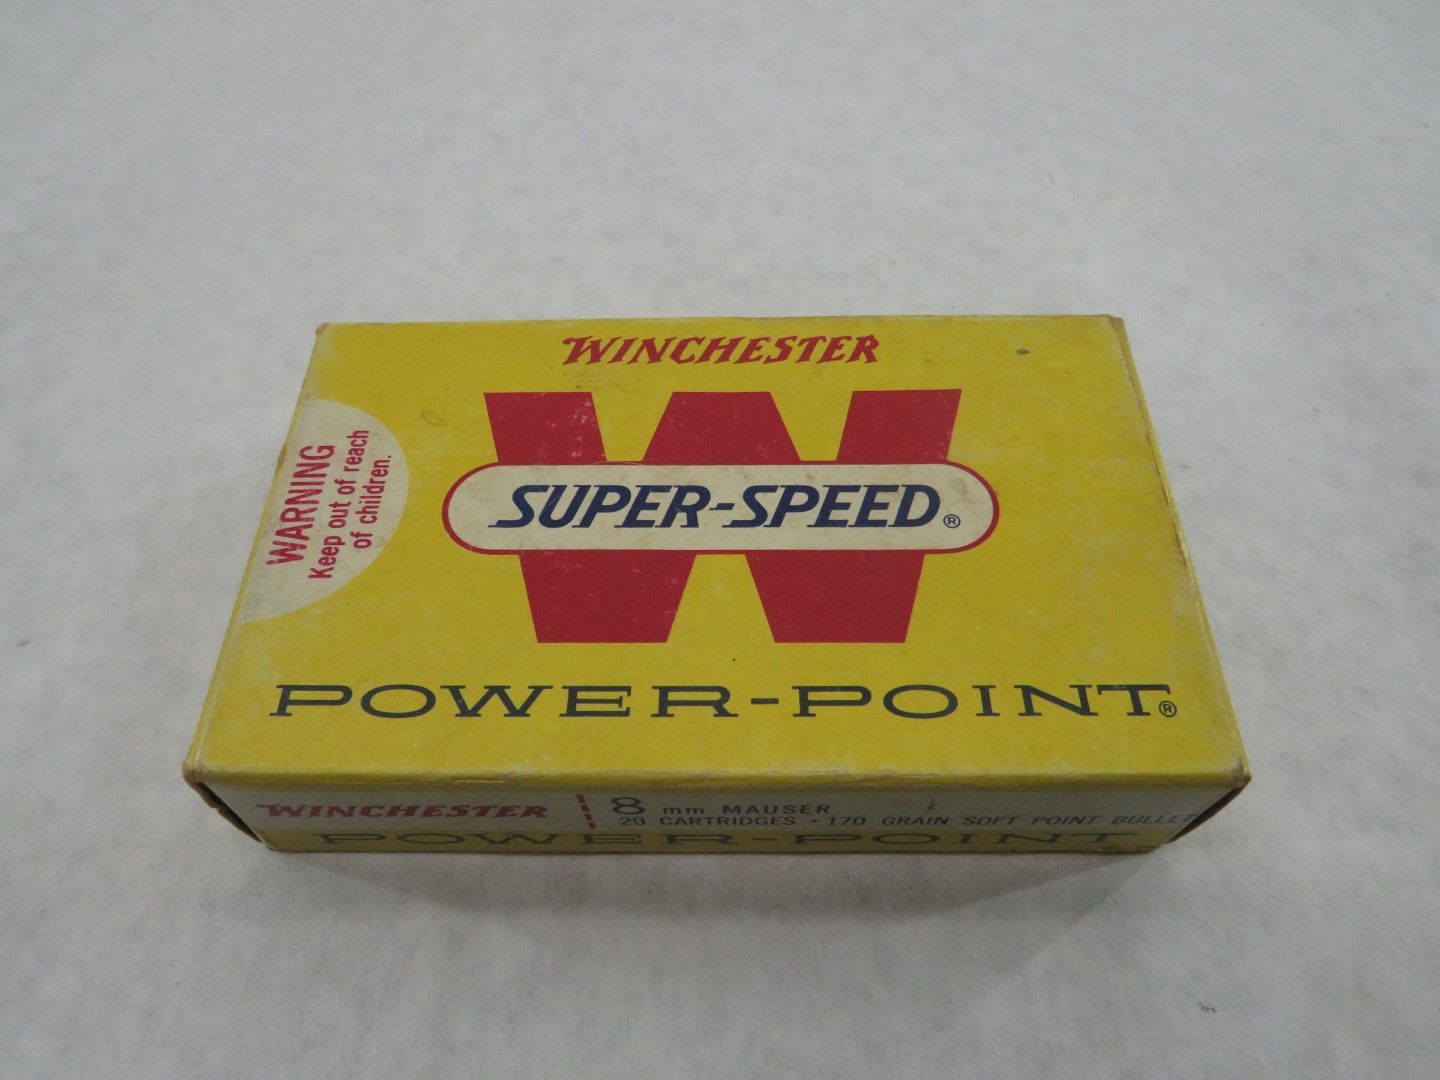 WINCHESTER
W
SUPER-SPEED®
WARNING
Keep out of reach
of children.
POWER-POINT®
WINCHESTER
8 mm MAUSER
20 CARTRIDGES · 170 GRAIN SOFT POINT BULLET
POWER-POINT